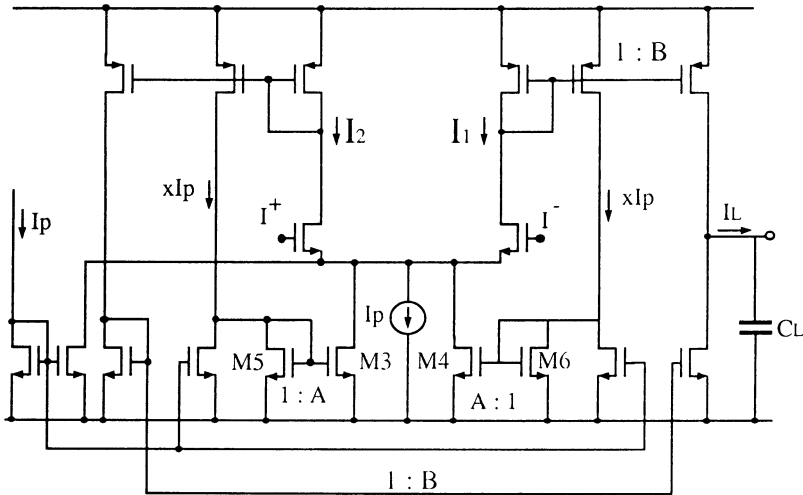 1 : B
I2
I1
xIp
I+
I-
xIp
Ip
IL
Ip
CL
M5
M3
M4
M6
1 : A
A : 1
1 : B